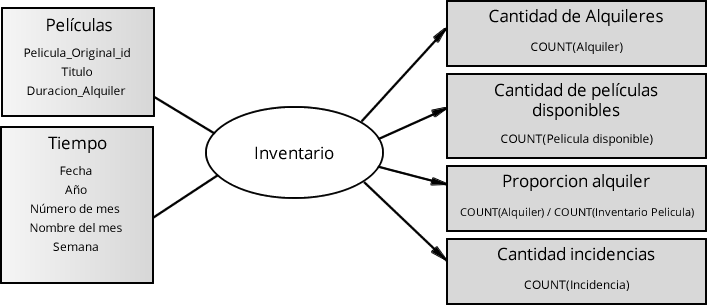 Películas
Pelicula_Original_id
Titulo
Duracion_Alquiler
Tiempo
Fecha
Año
Número de mes
Nombre del mes
Semana
Inventario
Cantidad de Alquileres
COUNT(Alquiler)
Cantidad de películas
disponibles
COUNT(Pelicula disponible)
Proporcion alquiler
COUNT(Alquiler) / COUNT(Inventario Pelicula)
Cantidad incidencias
COUNT(Incidencia)